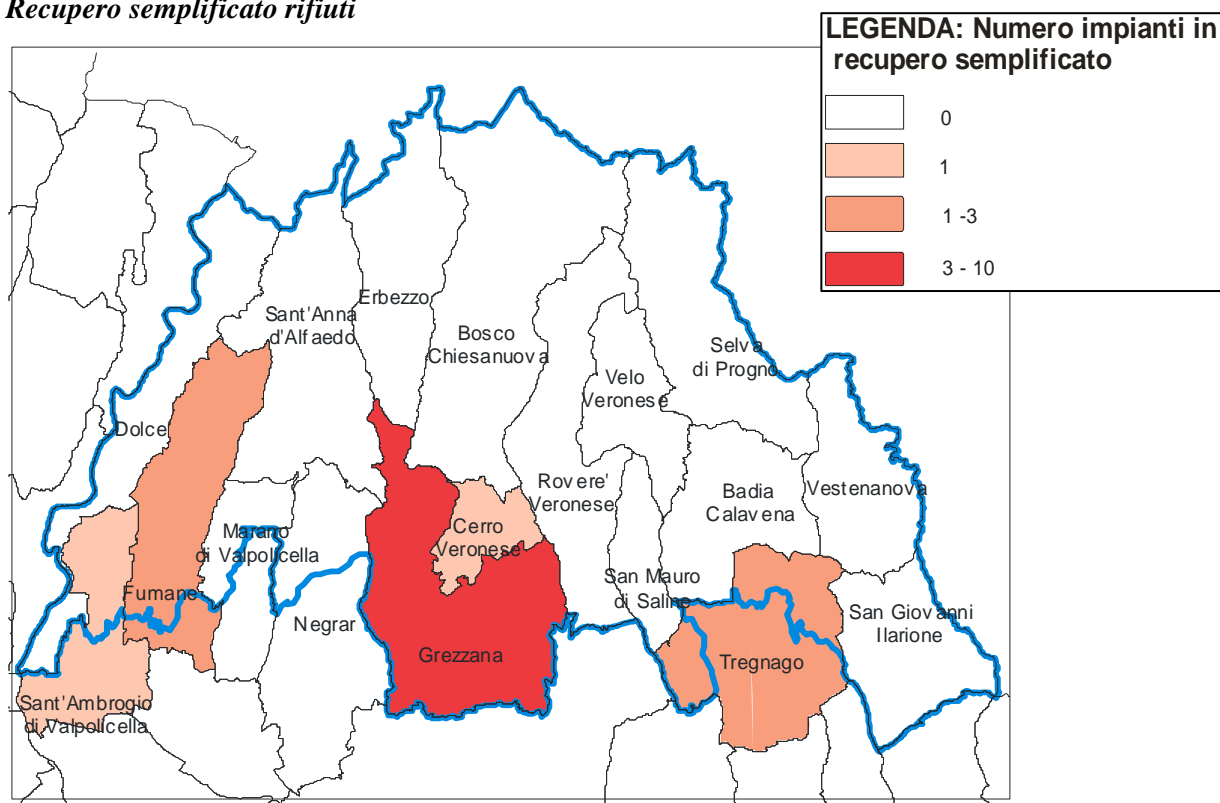 Recupero semplificato rifiuti
LEGENDA: Numero impianti in
recupero semplificato
0
1
1 -3
3 - 10
Erbezzo
Sant'Anna
d'Alfaedo
Bosco
Chiesanuova
Selva
di Progno
Velo
Veronese
Dolce
Rovere'
Veronese
Badia
Calavena
Vestenanova
Cerro
Veronese
Marano
di Valpolicella
San Mauro
di Saline
Fumane
San Giovanni
Ilarione
Negrar
Grezzana
Tregnago
Sant'Ambrogio
di Valpolicella